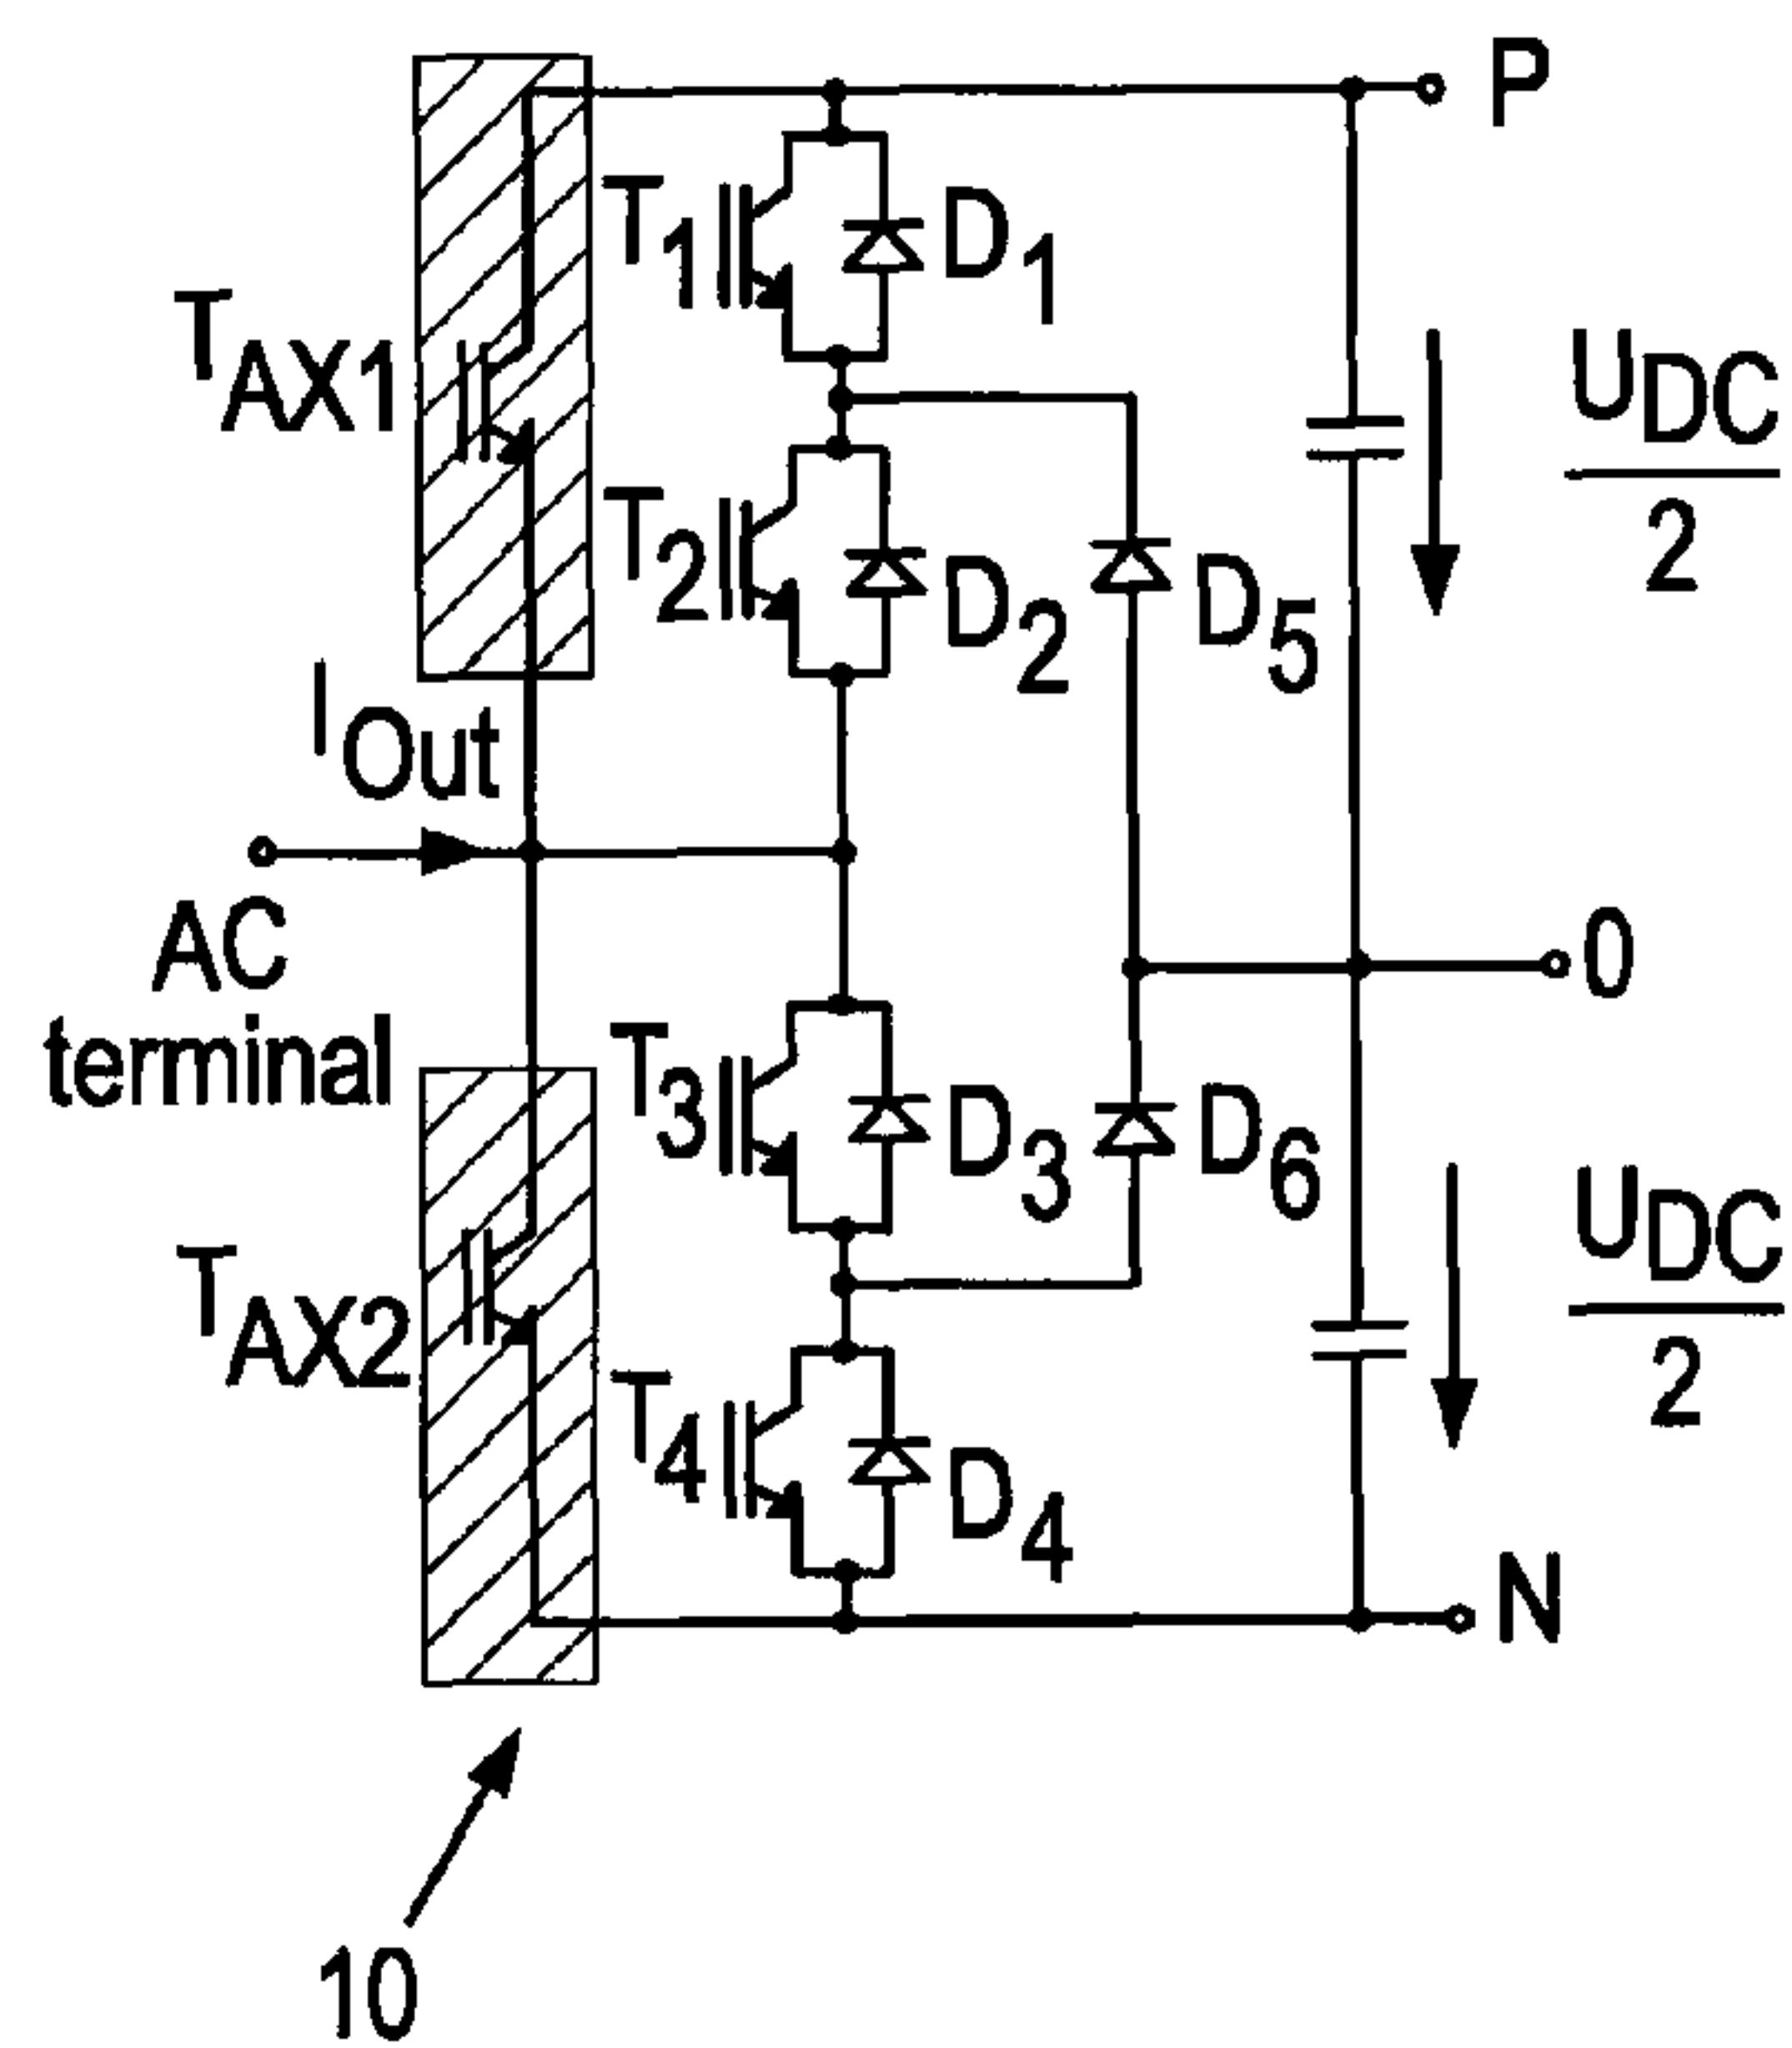 P
T1
D1
TAX1
UDC
2
T2
D2
D5
IOut
AC
terminal
0
T3
D3
D6
TAX2
UDC
2
T4
D4
N
10